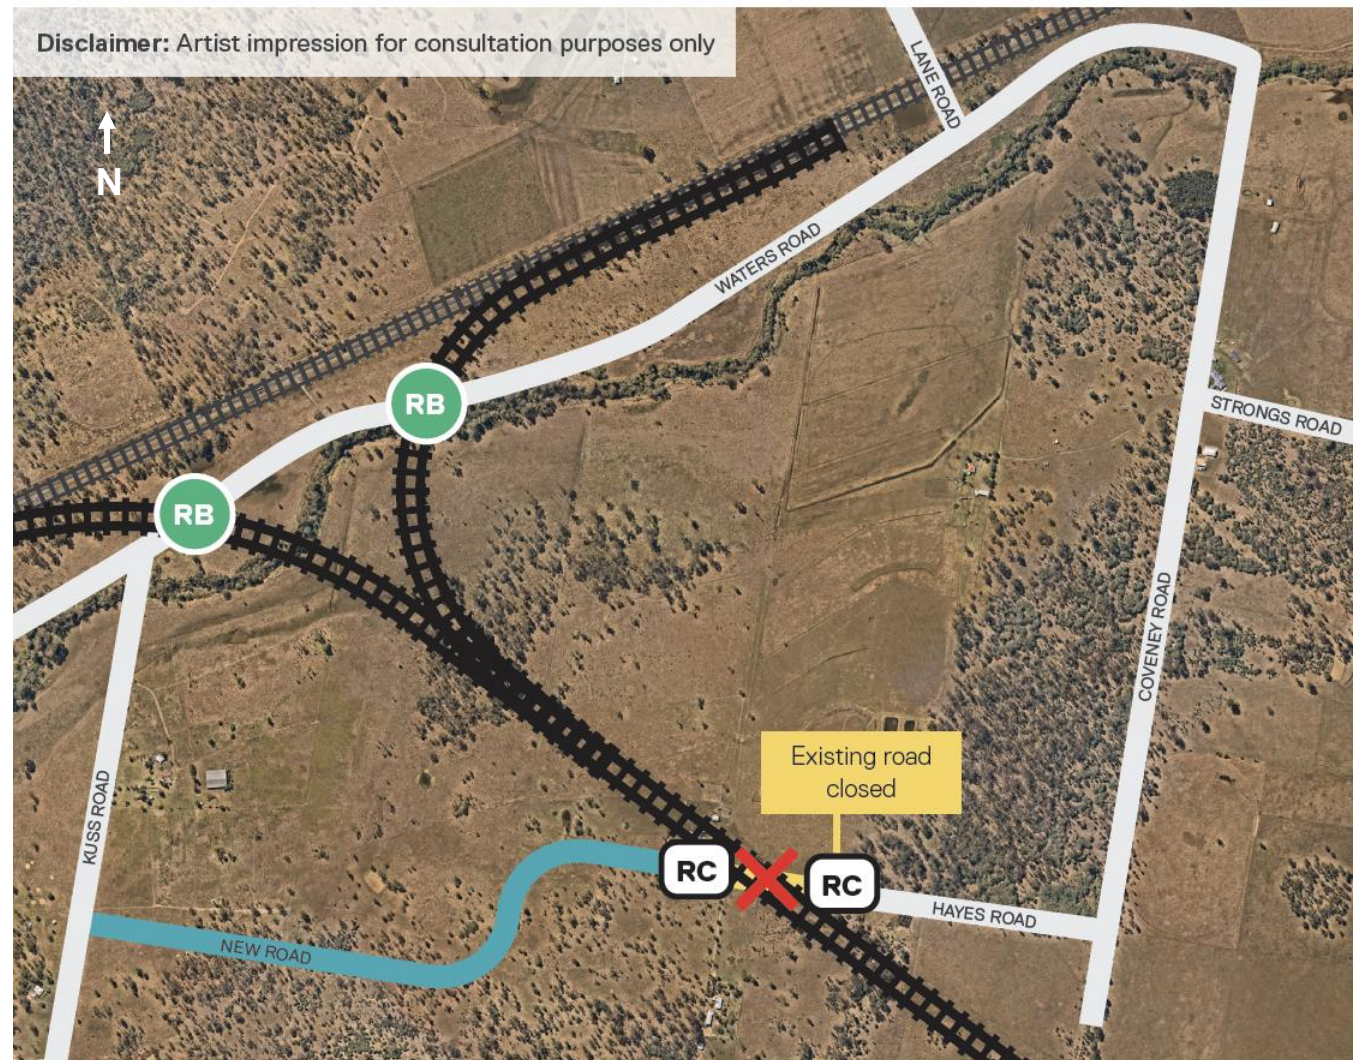 Disclaimer: Artist impression for consultation purposes only
N
LANE ROAD
WATERS ROAD
RB
STRONGS ROAD
RB
COVENEY ROAD
Existing road
closed
KUSS ROAD
RC
RC
HAYES ROAD
NEW ROAD